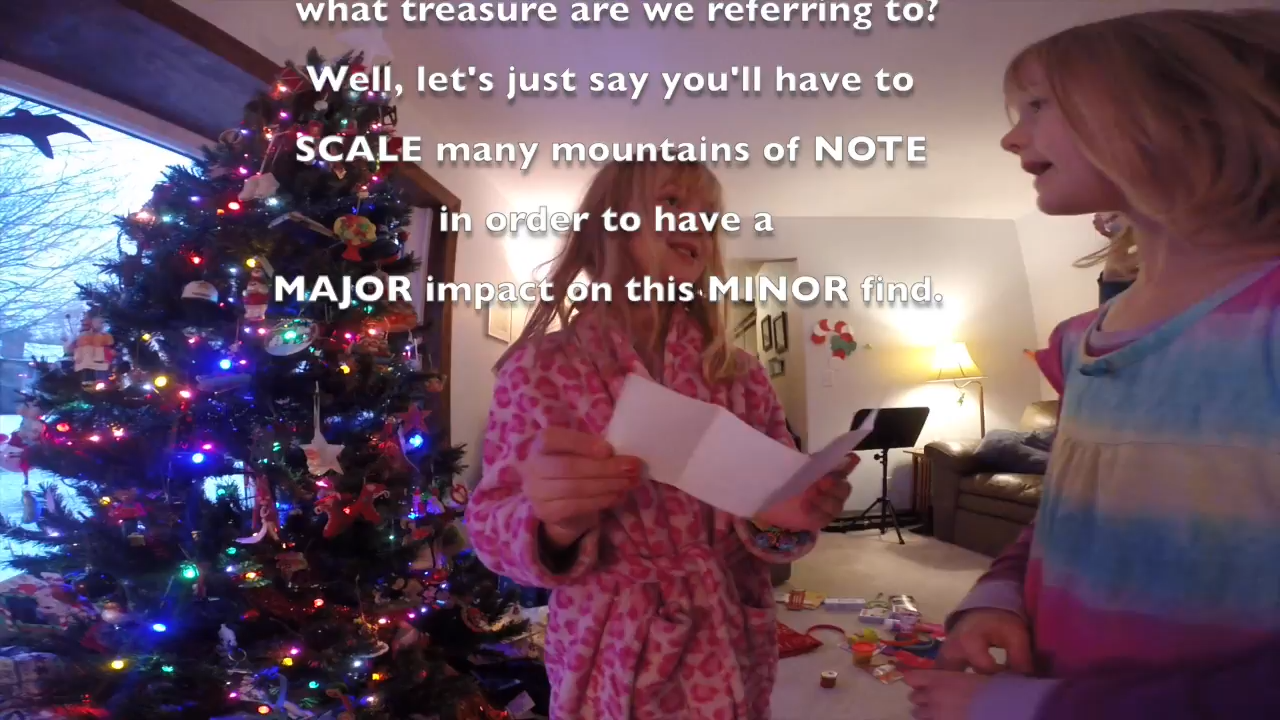 what treasure are we referring to?
Well, let's just say you'll have to
SCALE many mountains of NOTE
in order to have a
MAJOR impact on this MINOR find.